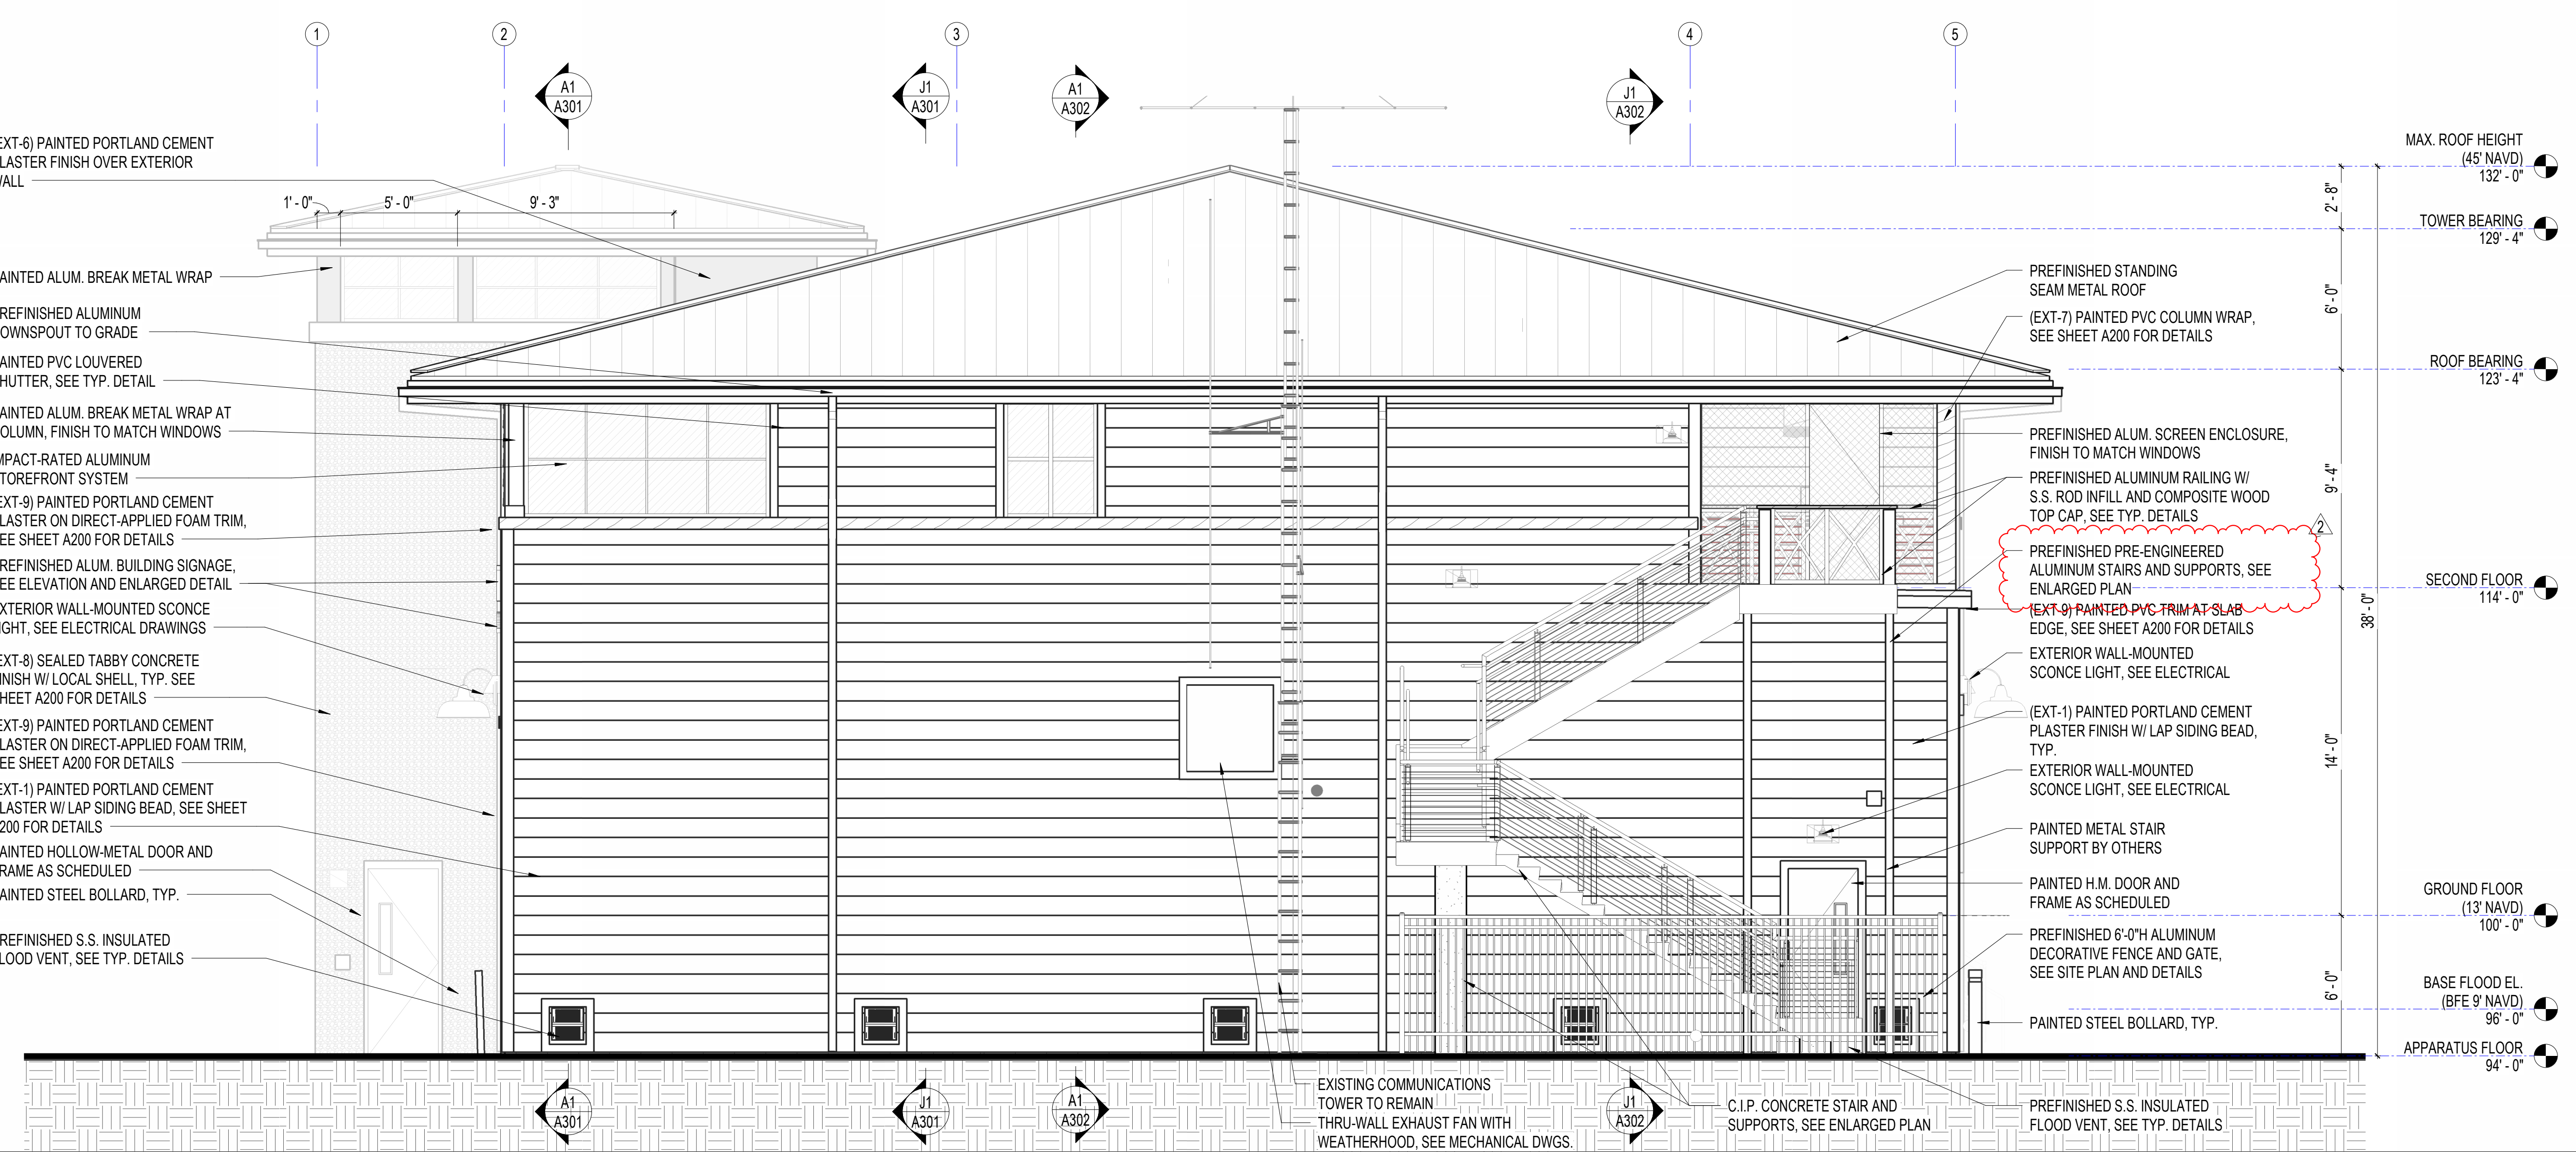 1
2
3
4
5
A1
A301
J1
A301
A1
A302
J1
A302
EXT-6) PAINTED PORTLAND CEMENT
LASTER FINISH OVER EXTERIOR
ALL
1' - 0"
5' - 0"
9' - 3"
AINTED ALUM. BREAK METAL WRAP
REFINISHED ALUMINUM
OWNSPOUT TO GRADE
AINTED PVC LOUVERED
HUTTER, SEE TYP. DETAIL
AINTED ALUM. BREAK METAL WRAP AT
OLUMN, FINISH TO MATCH WINDOWS
MPACT-RATED ALUMINUM
TOREFRONT SYSTEM
EXT-9) PAINTED PORTLAND CEMENT
LASTER ON DIRECT-APPLIED FOAM TRIM,
EE SHEET A200 FOR DETAILS
REFINISHED ALUM. BUILDING SIGNAGE,
EE ELEVATION AND ENLARGED DETAIL
XTERIOR WALL-MOUNTED SCONCE
IGHT, SEE ELECTRICAL DRAWINGS
EXT-8) SEALED TABBY CONCRETE
INISH W/ LOCAL SHELL, TYP. SEE
HEET A200 FOR DETAILS
EXT-9) PAINTED PORTLAND CEMENT
LASTER ON DIRECT-APPLIED FOAM TRIM,
EE SHEET A200 FOR DETAILS
EXT-1) PAINTED PORTLAND CEMENT
LASTER W/ LAP SIDING BEAD, SEE SHEET
200 FOR DETAILS
AINTED HOLLOW-METAL DOOR AND
RAME AS SCHEDULED
AINTED STEEL BOLLARD, TYP.
REFINISHED S.S. INSULATED
LOOD VENT, SEE TYP. DETAILS
PREFINISHED STANDING
SEAM METAL ROOF
(EXT-7) PAINTED PVC COLUMN WRAP,
SEE SHEET A200 FOR DETAILS
PREFINISHED ALUM. SCREEN ENCLOSURE,
FINISH TO MATCH WINDOWS
PREFINISHED ALUMINUM RAILING W/
S.S. ROD INFILL AND COMPOSITE WOOD
TOP CAP, SEE TYP. DETAILS
2
PREFINISHED PRE-ENGINEERED
ALUMINUM STAIRS AND SUPPORTS, SEE
ENLARGED PLAN
(EXT-9) PAINTED PVC TRIM AT SLAB
EDGE, SEE SHEET A200 FOR DETAILS
EXTERIOR WALL-MOUNTED
SCONCE LIGHT, SEE ELECTRICAL
(EXT-1) PAINTED PORTLAND CEMENT
PLASTER FINISH W/ LAP SIDING BEAD,
TYP.
EXTERIOR WALL-MOUNTED
SCONCE LIGHT, SEE ELECTRICAL
PAINTED METAL STAIR
SUPPORT BY OTHERS
PAINTED H.M. DOOR AND
FRAME AS SCHEDULED
PREFINISHED 6'-0"H ALUMINUM
DECORATIVE FENCE AND GATE,
SEE SITE PLAN AND DETAILS
PAINTED STEEL BOLLARD, TYP.
PREFINISHED S.S. INSULATED
FLOOD VENT, SEE TYP. DETAILS
C.I.P. CONCRETE STAIR AND
SUPPORTS, SEE ENLARGED PLAN
EXISTING COMMUNICATIONS
TOWER TO REMAIN
THRU-WALL EXHAUST FAN WITH
WEATHERHOOD, SEE MECHANICAL DWGS.
2' - 8"
6' - 0"
9' - 4"
14' - 0"
6' - 0"
38' - 0"
MAX. ROOF HEIGHT
(45' NAVD)
132' - 0"
TOWER BEARING
129' - 4"
ROOF BEARING
123' - 4"
SECOND FLOOR
114' - 0"
GROUND FLOOR
(13' NAVD)
100' - 0"
BASE FLOOD EL.
(BFE 9' NAVD)
96' - 0"
APPARATUS FLOOR
94' - 0"
A1
A301
J1
A301
A1
A302
J1
A302